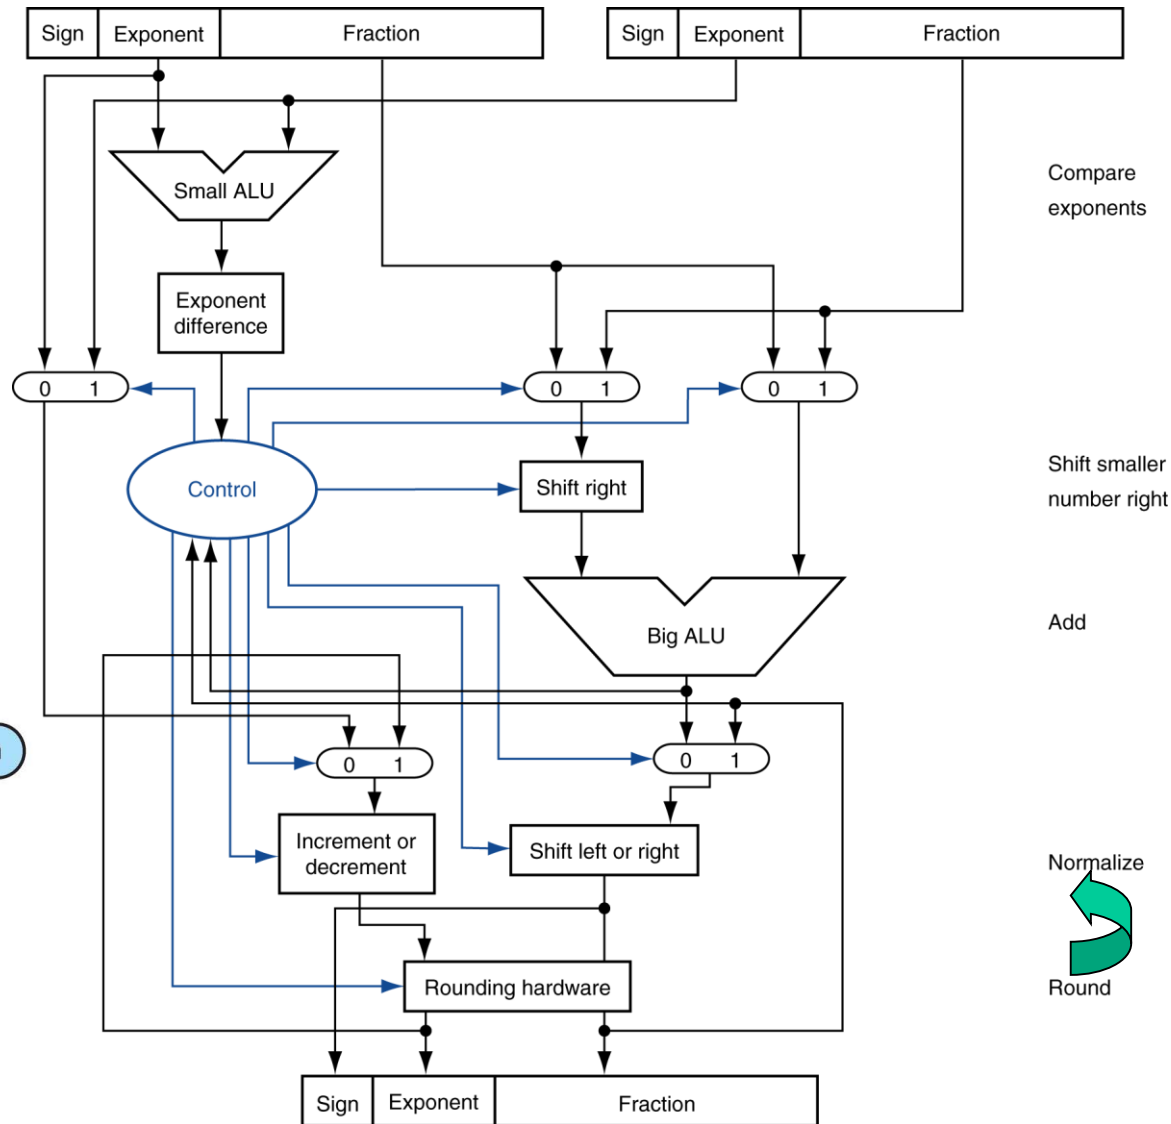 Sign Exponent Fraction
Sign Exponent Fraction
Small ALU
Compare
exponents
Exponent
difference
0 1
0 1
0 1
Control
Shift right
Shift smaller
number right
Big ALU
Add
0 1
0 1
Increment or
decrement
Shift left or right
Normalize
Rounding hardware
Round
Sign Exponent Fraction